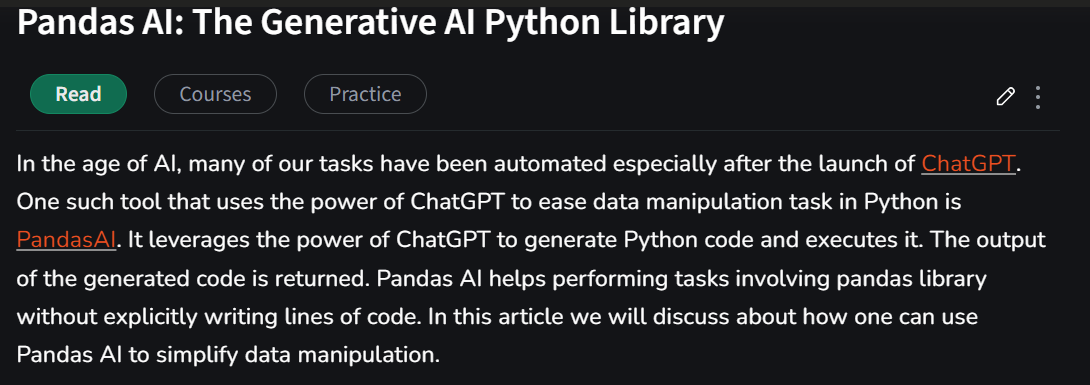 Pandas AI: The Generative AI Python Library
Read
Courses
Practice
In the age of AI, many of our tasks have been automated especially after the launch of ChatGPT.
One such tool that uses the power of ChatGPT to ease data manipulation task in Python is
PandasAI. It leverages the power of ChatGPT to generate Python code and executes it. The output
of the generated code is returned. Pandas AI helps performing tasks involving pandas library
without explicitly writing lines of code. In this article we will discuss about how one can use
Pandas AI to simplify data manipulation.